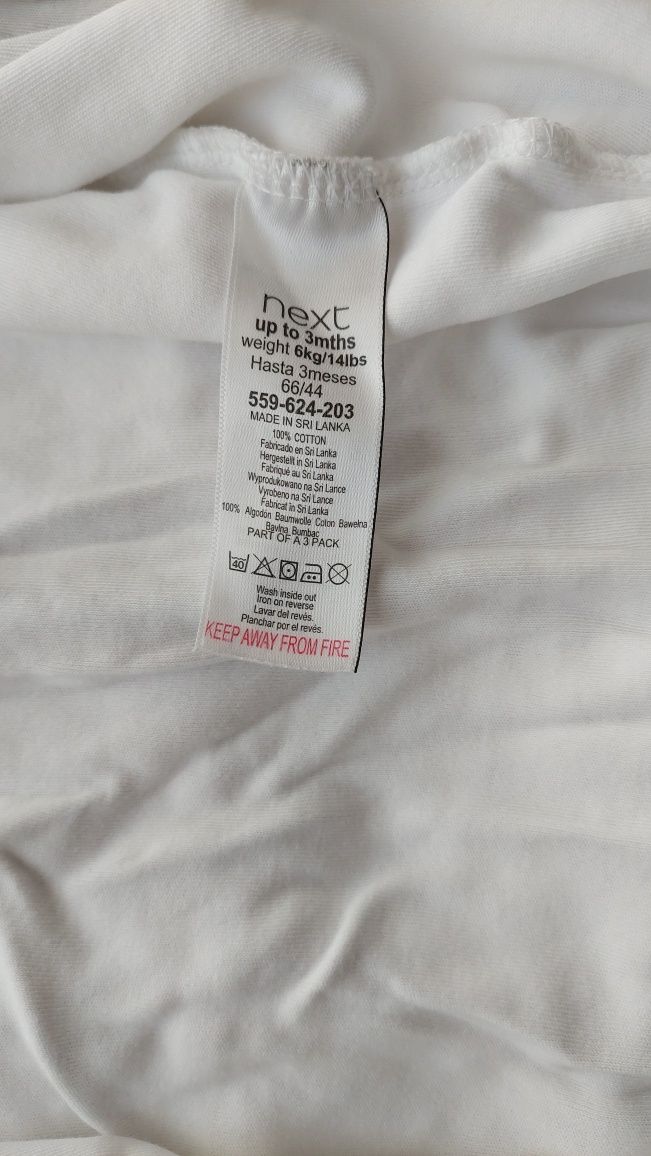 next
up to 3mths
weight 6kg/14lbs
Hasta 3meses
66/44
559-624-203
MADE IN SRI LANKA
100% COTTON
Fabricado en Sri Lanka
Hergestellt in Sri Lanka
Fabriqué au Sri Lanka
Wyprodukowano na Sri Lance
Vyrobeno na Sri Lance
Fabricat in Sri Lanka
100% Algodon Baumwolle Coton Bawełna
Bavlna Bumbac
PART OF A 3 PACK
40
Wash inside out
Iron on reverse
Lavar del revés.
Planchar por el revés.
KEEP AWAY FROM FIRE